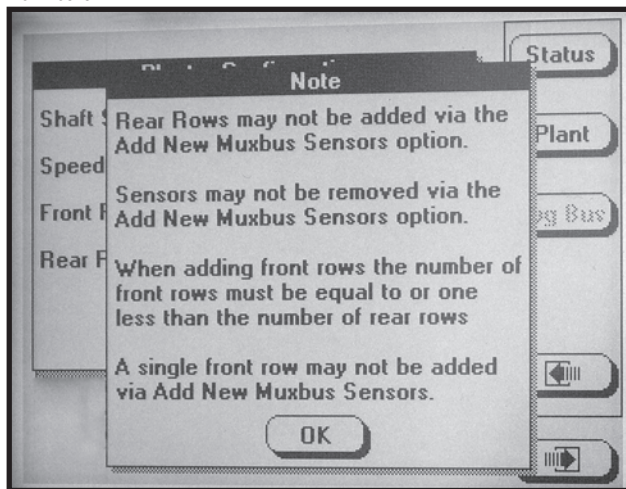 Status
Note
Shaft
Rear Rows may not be added via the
Add New Muxbus Sensors option.
Plant
Speed
Sensors may not be removed via the
Add New Muxbus Sensors option.
Front
Rear
When adding front rows the number of
front rows must be equal to or one
less than the number of rear rows
A single front row may not be added
via Add New Muxbus Sensors.
OK